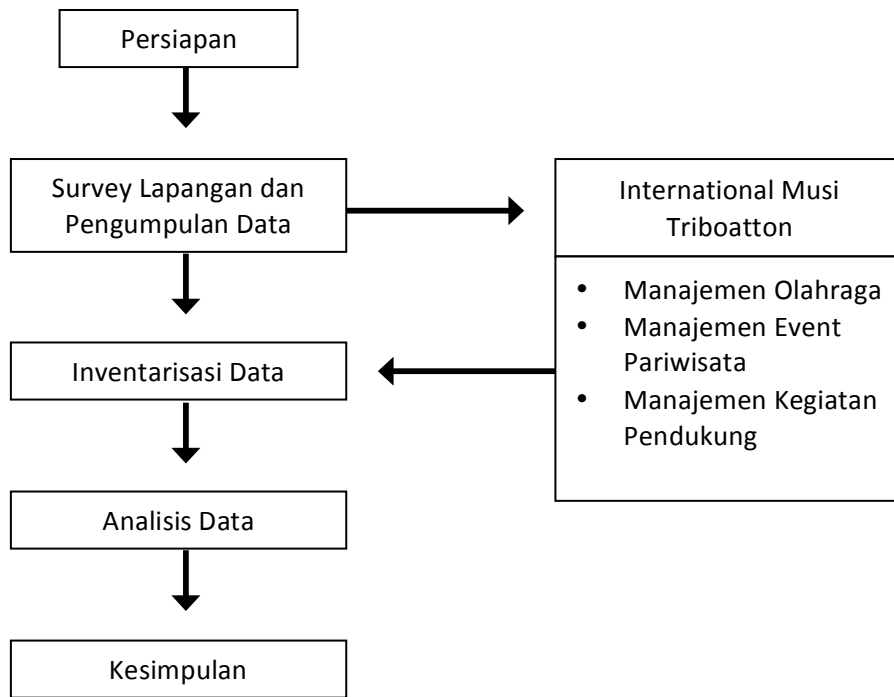 Persiapan
Survey Lapangan dan
Pengumpulan Data
International Musi
Triboatton
• Manajemen Olahraga
• Manajemen Event
Pariwisata
• Manajemen Kegiatan
Pendukung
Inventarisasi Data
Analisis Data
Kesimpulan